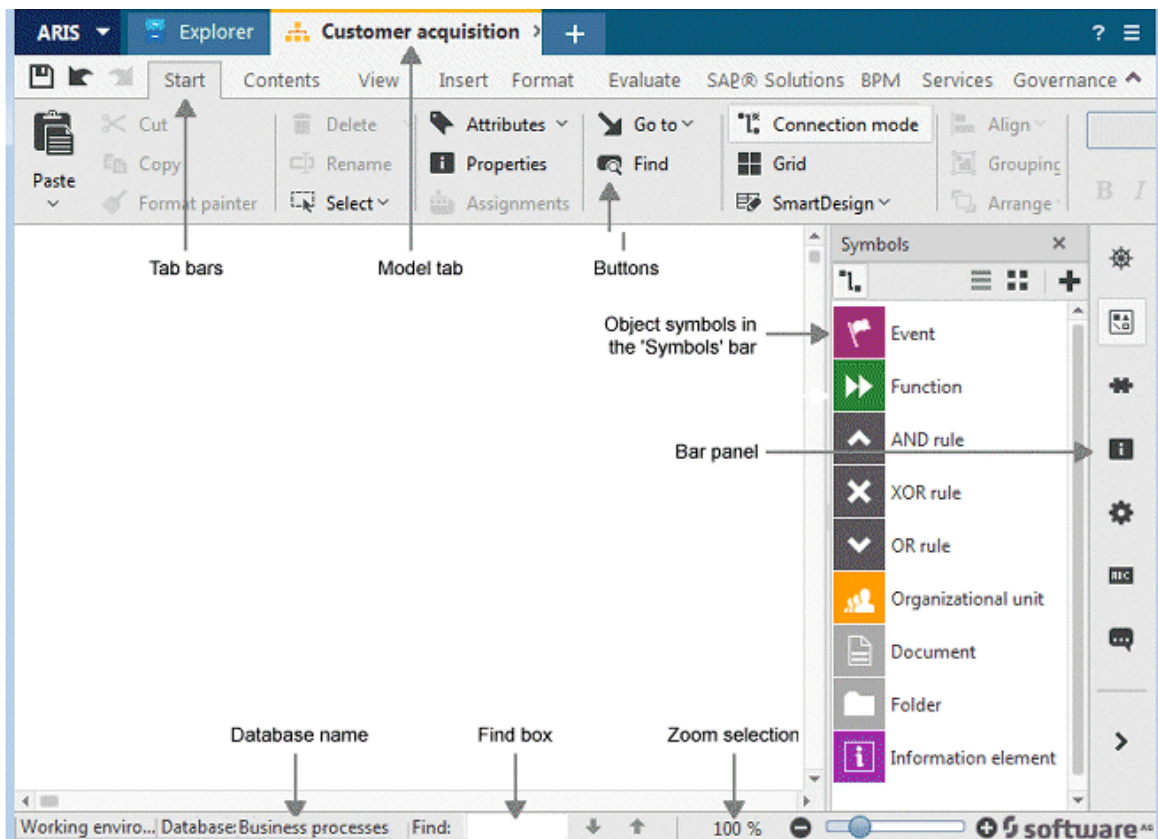 ARIS Explorer Customer acquisition ?
Start Contents View Insert Format Evaluate SAP® Solutions BPM Services Governance
Cut Delete Attributes Go to Connection mode Align
Copy Rename Properties Find Grid Grouping
Paste
Format painter Select Assignments SmartDesign Arrange B I
Tab bars Model tab Buttons
Symbols
Object symbols in
the 'Symbols' bar
Event
Function
Bar panel
AND rule
XOR rule
OR rule
Organizational unit
Document
Folder
Information element
Database name Find box Zoom selection
Working enviro... Database: Business processes Find: 100 % software AG